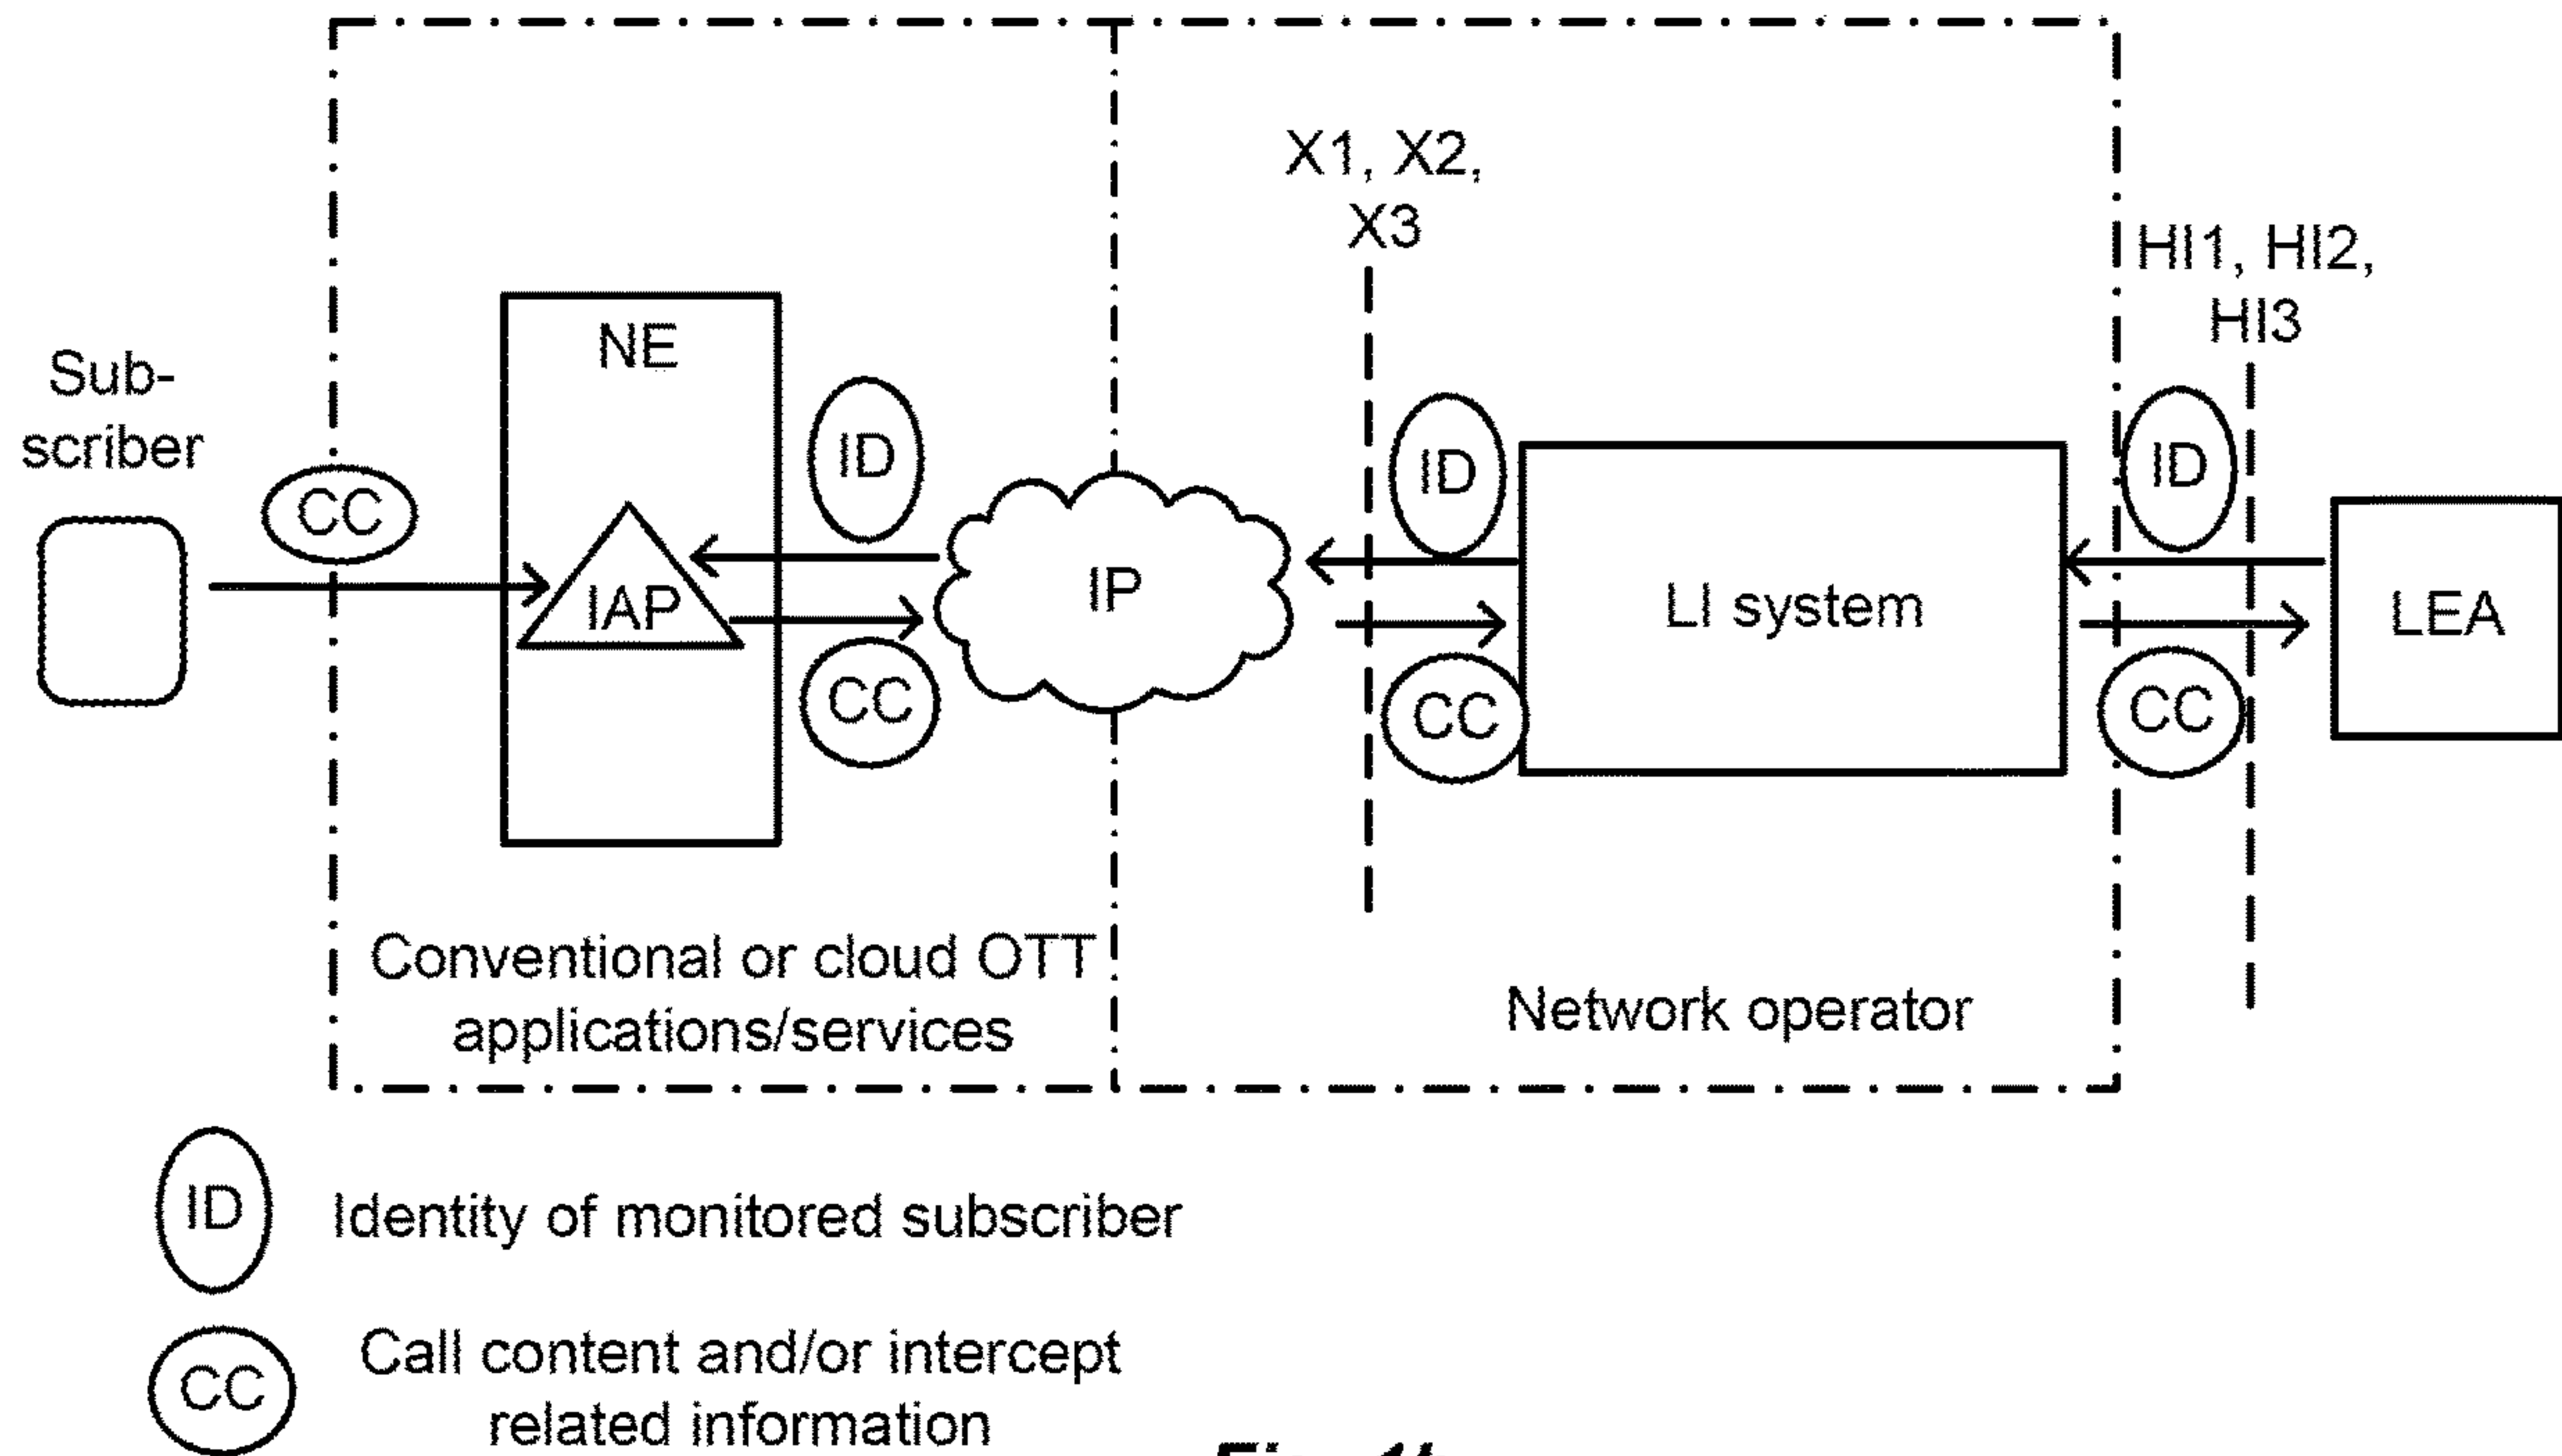 X1, X2,
X3
HI1, HI2,
HI3
NE
Sub-
scriber
ID
ID
ID
CC
IAP
IP
LI system
LEA
CC
CC
CC
Conventional or cloud OTT
applications/services
Network operator
ID Identity of monitored subscriber
CC Call content and/or intercept
related information